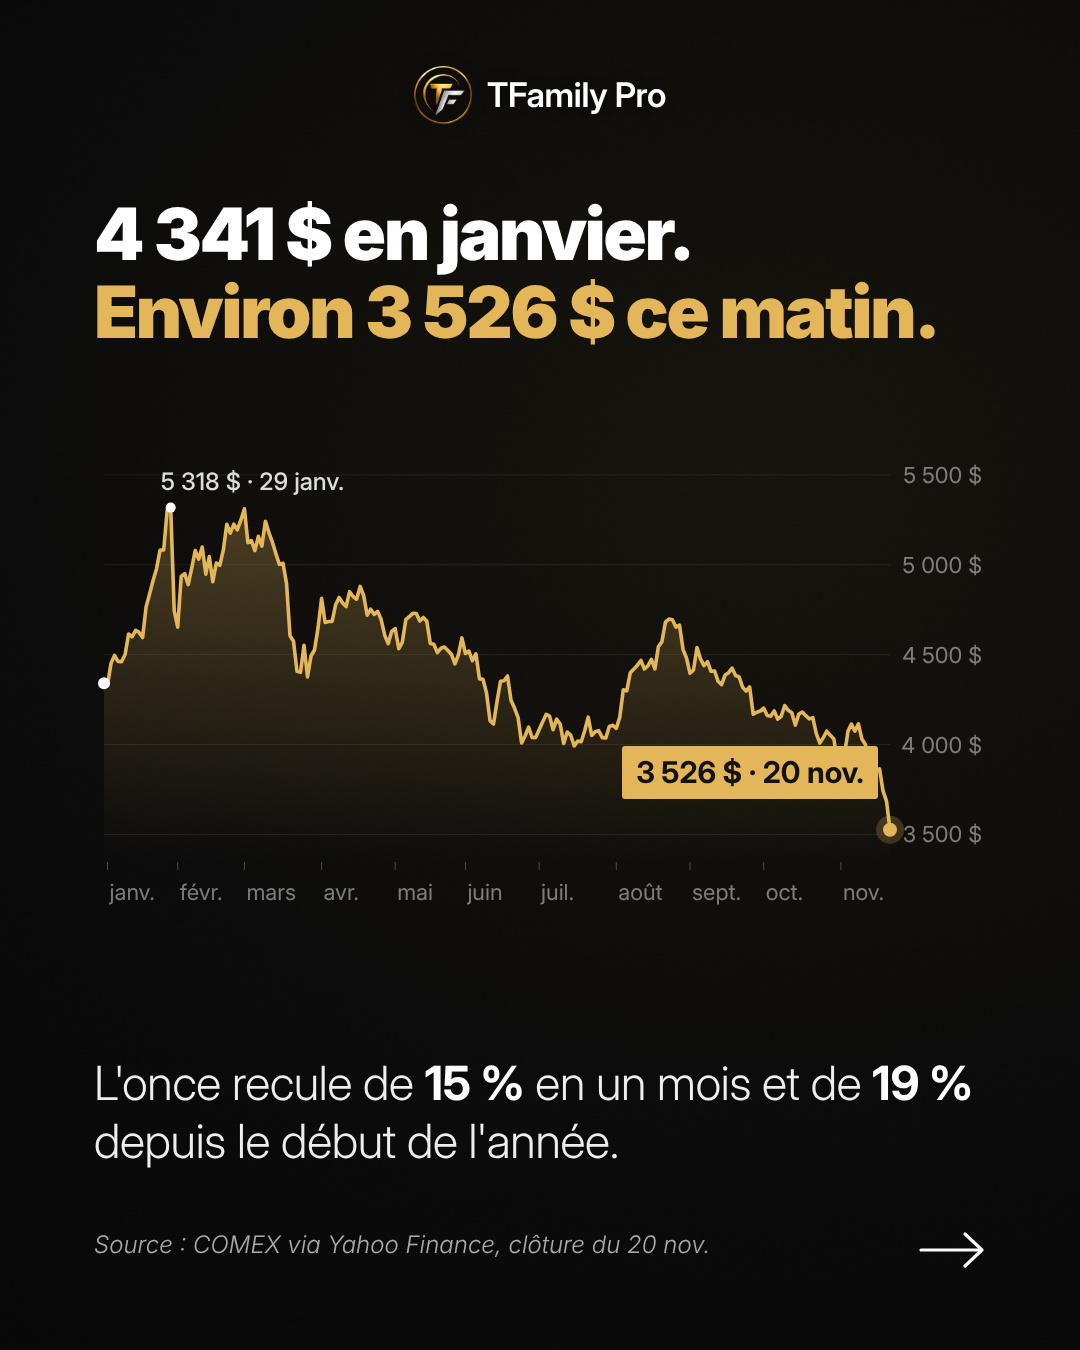 TF
TFamily Pro
4 341 $ en janvier.
Environ 3 526 $ ce matin.
5 318 $ · 29 janv.
5 500 $
5 000 $
4 500 $
4 000 $
3 526 $ · 20 nov.
3 500 $
janv. févr. mars avr. mai juin juil. août sept. oct. nov.
L'once recule de 15 % en un mois et de 19 %
depuis le début de l'année.
Source : COMEX via Yahoo Finance, clôture du 20 nov.